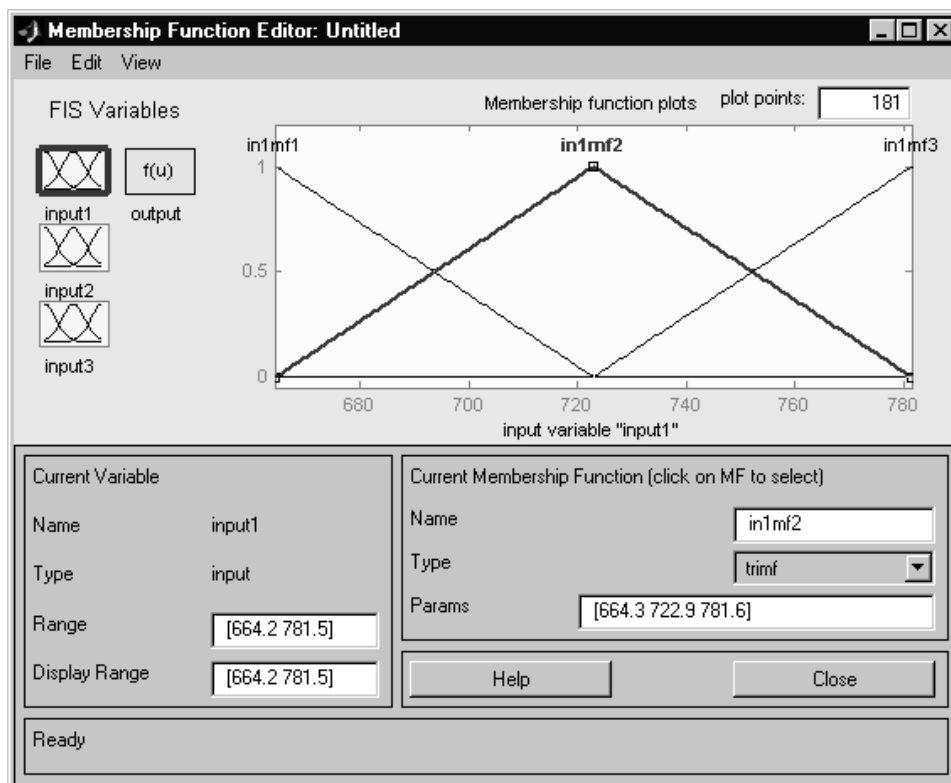 Membership Function Editor: Untitled
File Edit View
FIS Variables
Membership function plots plot points: 181
in1mf1 in1mf2 in1mf3
f(u)
input1 output
input2
input3
1
0.5
0
680 700 720 740 760 780
input variable "input1"
Current Variable
Name input1
Type input
Range [664.2 781.5]
Display Range [664.2 781.5]
Current Membership Function (click on MF to select)
Name in1mf2
Type trimf
Params [664.3 722.9 781.6]
Help Close
Ready